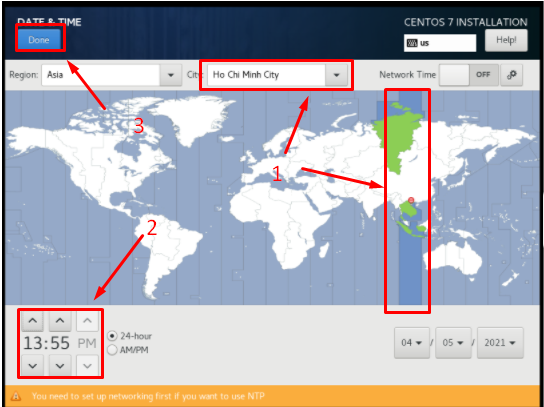 DATE & TIME
CENTOS 7 INSTALLATION
Done
us
Help!
Region: Asia
City: Ho Chi Minh City
Network Time
OFF
3
1
2
13:55 PM
24-hour
AM/PM
04 / 05 / 2021
You need to set up networking first if you want to use NTP